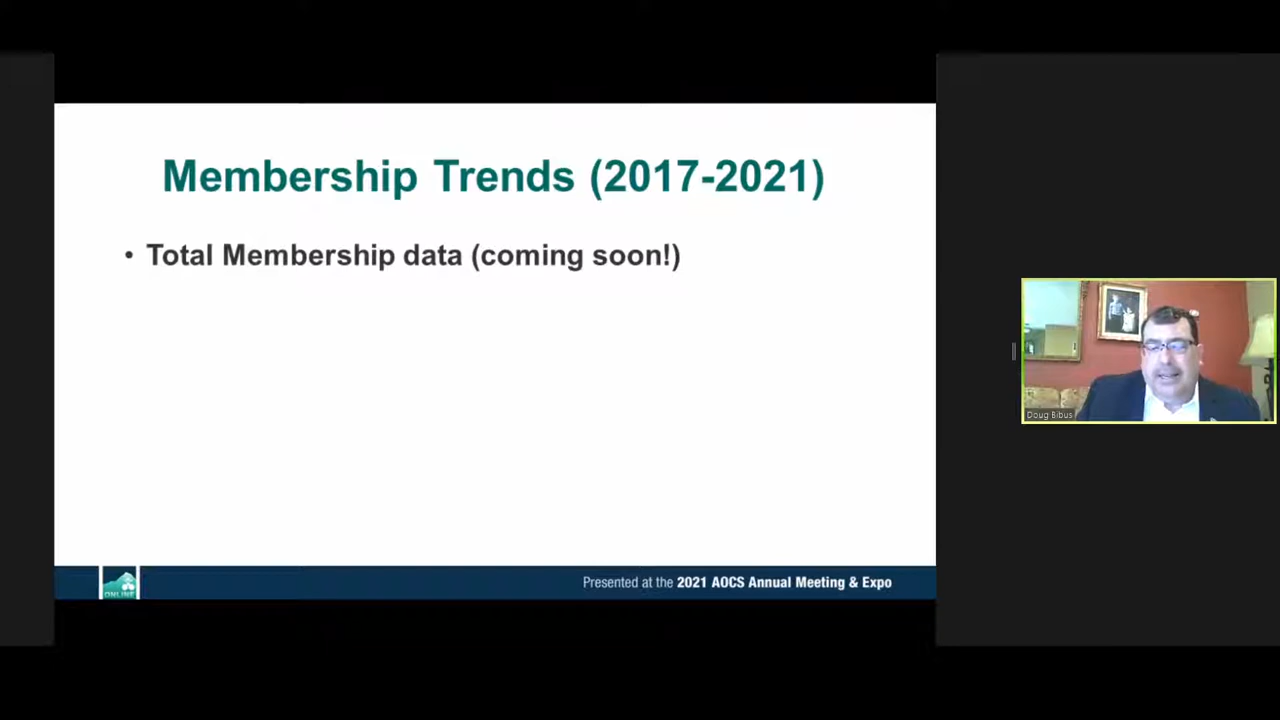 Membership Trends (2017-2021)
• Total Membership data (coming soon!)
Doug Bibus
ONLINE
Presented at the 2021 AOCS Annual Meeting & Expo